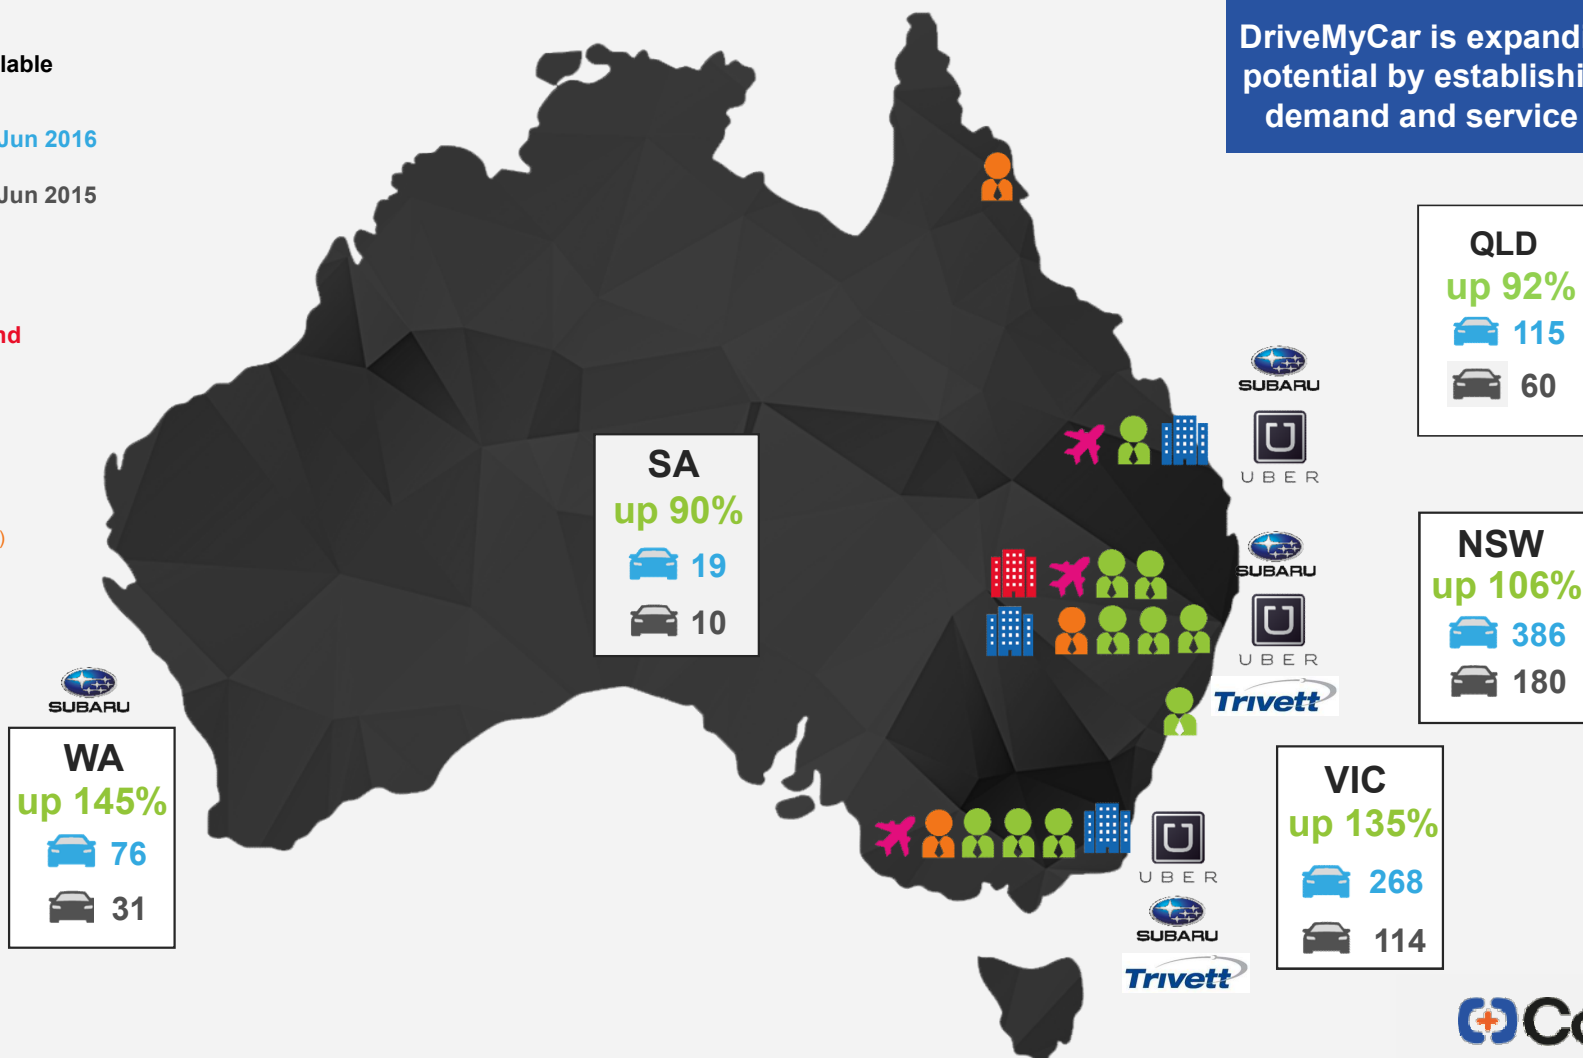 lable
Jun 2016
Jun 2015
nd
)
DriveMyCar is expand
potential by establishi
demand and service
QLD
up 92%
115
60
SUBARU
UBER
SA
up 90%
19
10
SUBARU
UBER
Trivett
NSW
up 106%
386
180
SUBARU
WA
up 145%
76
31
UBER
SUBARU
Trivett
VIC
up 135%
268
114
Co